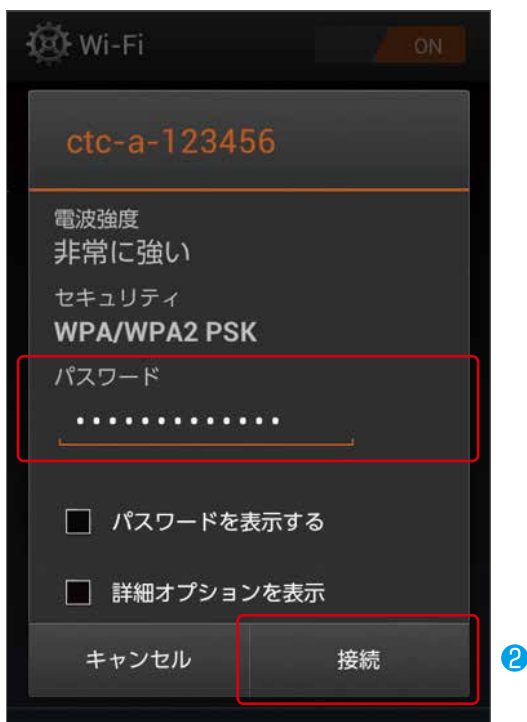 Wi-Fi
ON
ctc-a-123456
電波強度
非常に強い
セキュリティ
WPA/WPA2 PSK
パスワード
•••••••••••••
パスワードを表示する
詳細オプションを表示
キャンセル
接続
❷